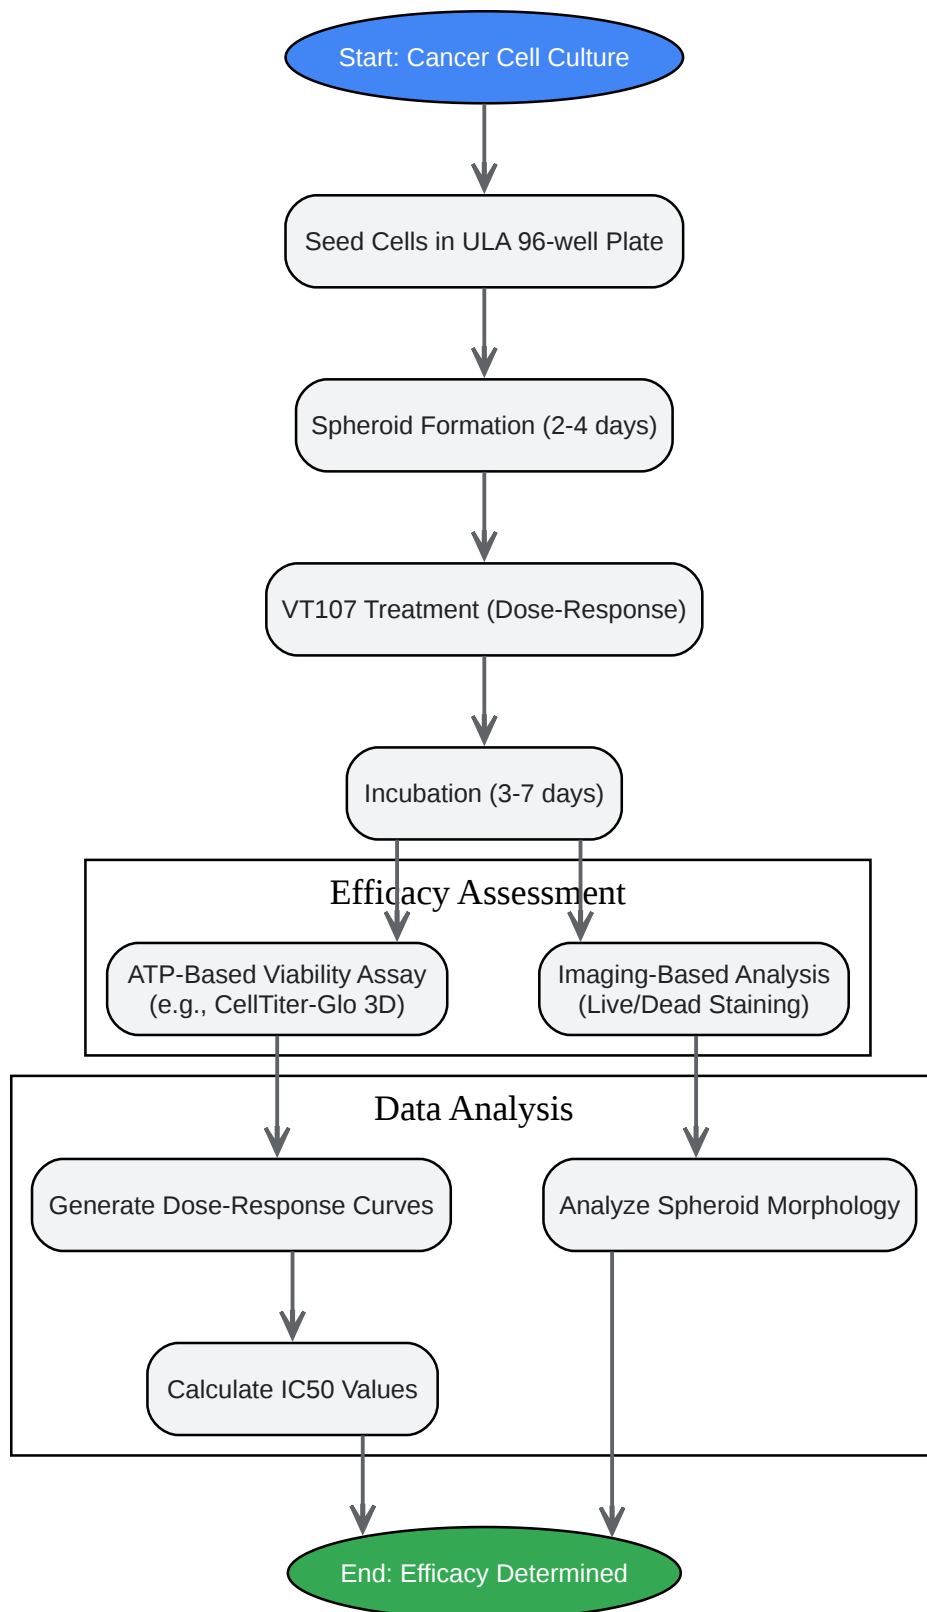 Start: Cancer Cell Culture
Seed Cells in ULA 96-well Plate
Spheroid Formation (2-4 days)
VT107 Treatment (Dose-Response)
Incubation (3-7 days)
Efficacy Assessment
ATP-Based Viability Assay
(e.g., CellTiter-Glo 3D)
Imaging-Based Analysis
(Live/Dead Staining)
Data Analysis
Generate Dose-Response Curves
Analyze Spheroid Morphology
Calculate IC50 Values
End: Efficacy Determined